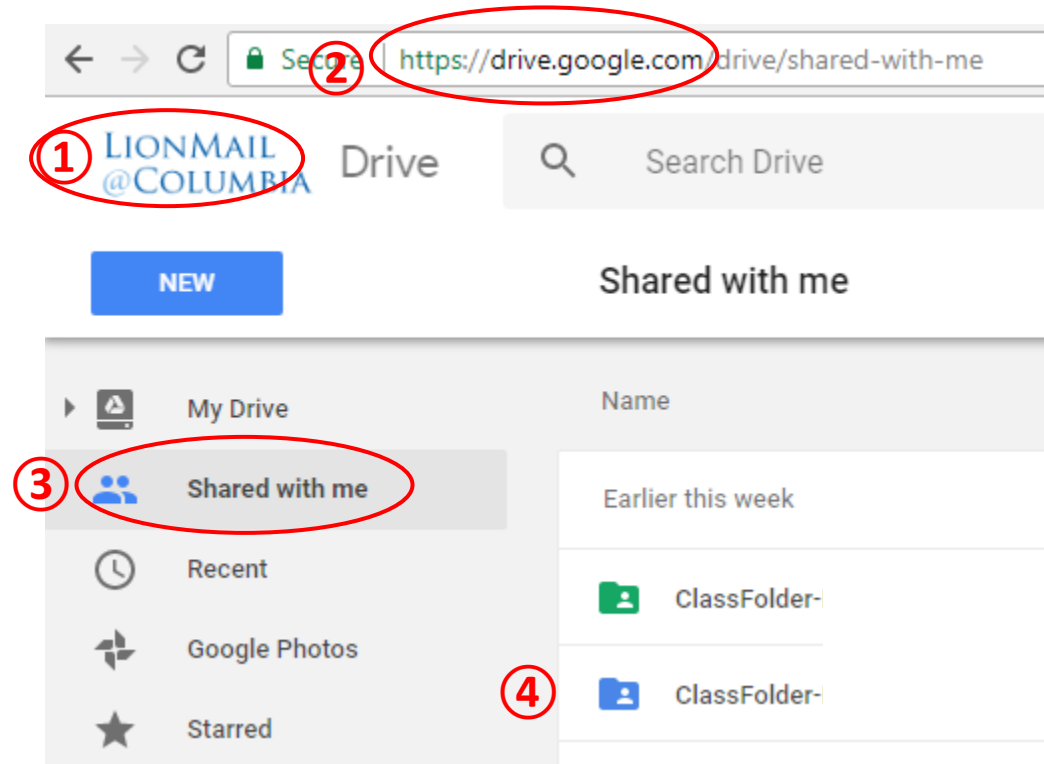 ② Secure | https://drive.google.com/drive/shared-with-me
① LIONMAIL
@COLUMBIA
Drive
Search Drive
NEW
Shared with me
My Drive
Name
③ Shared with me
Earlier this week
Recent
ClassFolder-
Google Photos
④ ClassFolder-
Starred